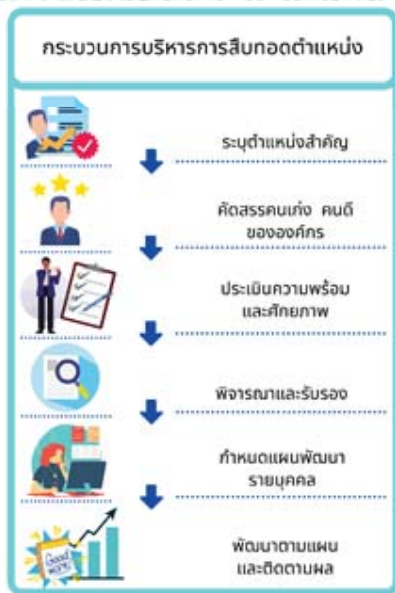 กระบวนการบริหารการสืบทอดตำแหน่ง
ระบุตำแหน่งสำคัญ
คัดสรรคนเก่ง คนดี
ขององค์กร
ประเมินความพร้อม
และศักยภาพ
พิจารณาและรับรอง
กำหนดแผนพัฒนา
รายบุคคล
Good
work!
พัฒนาตามแผน
และติดตามผล